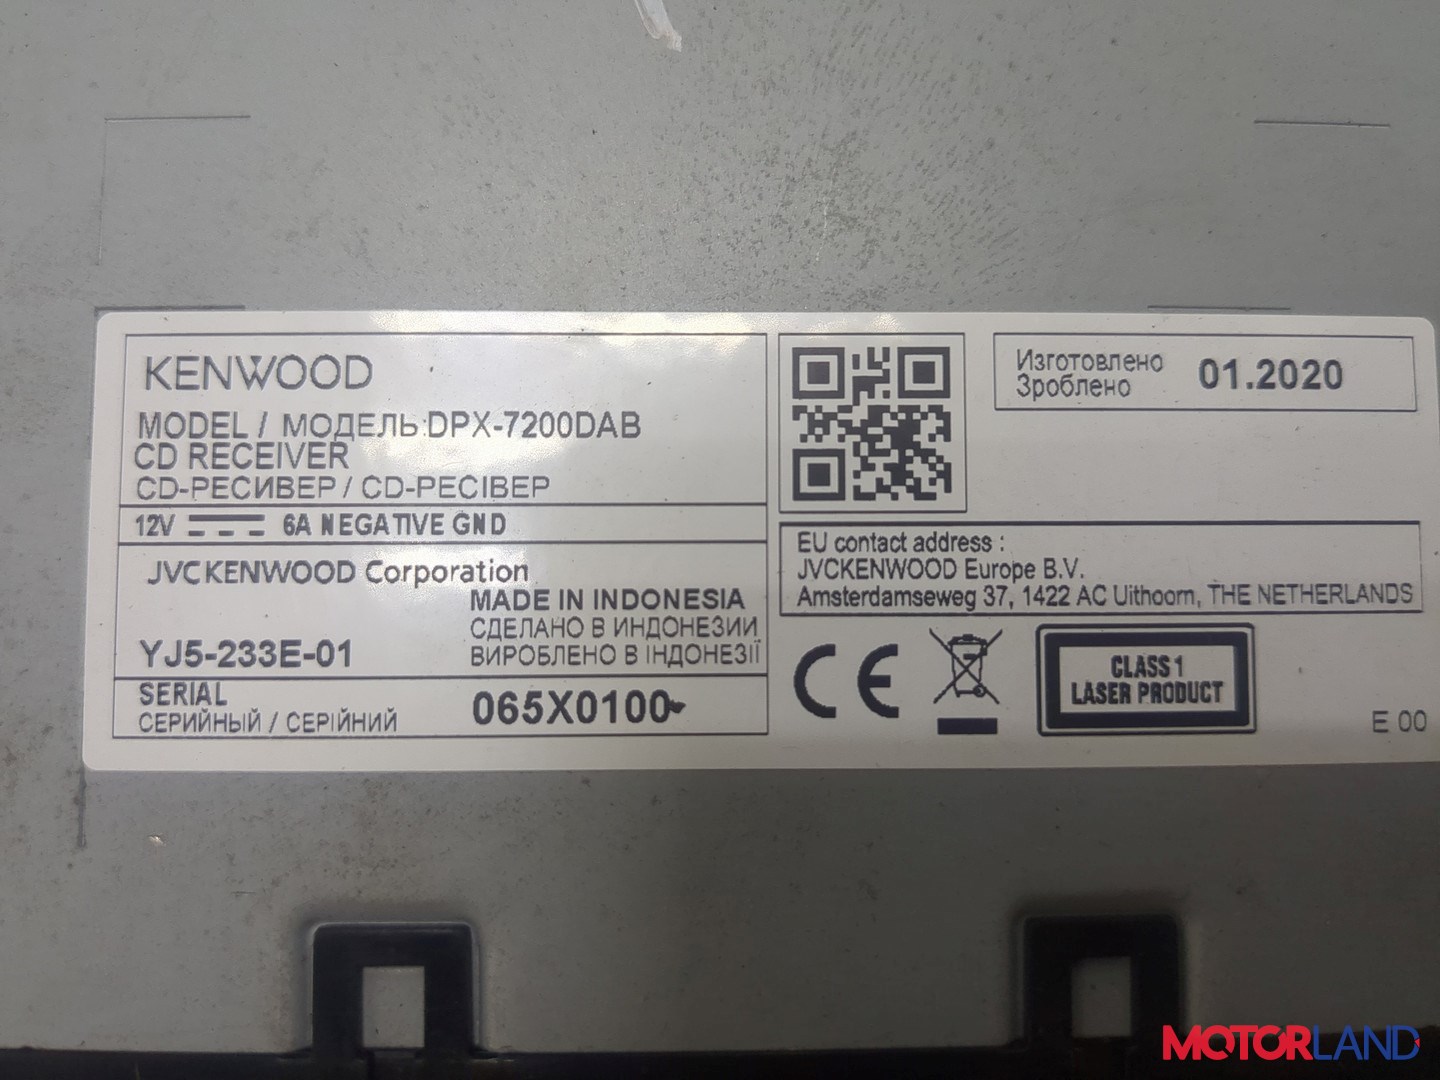 KENWOOD
MODEL / МОДЕЛЬ:DPX-7200DAB
CD RECEIVER
CD-РЕСИВЕР / CD-РЕСІВЕР
12V 6A NEGATIVE GND
JVCKENWOOD Corporation
MADE IN INDONESIA
СДЕЛАНО В ИНДОНЕЗИИ
YJ5-233E-01
ВИРОБЛЕНО В ІНДОНЕЗІЇ
SERIAL
СЕРИЙНЫЙ / СЕРІЙНИЙ
065X0100
Изготовлено
Зроблено
01.2020
EU contact address :
JVCKENWOOD Europe B.V.
Amsterdamseweg 37, 1422 AC Uithoorn, THE NETHERLANDS
CE
CLASS 1
LASER PRODUCT
E 00
MOTORLAND